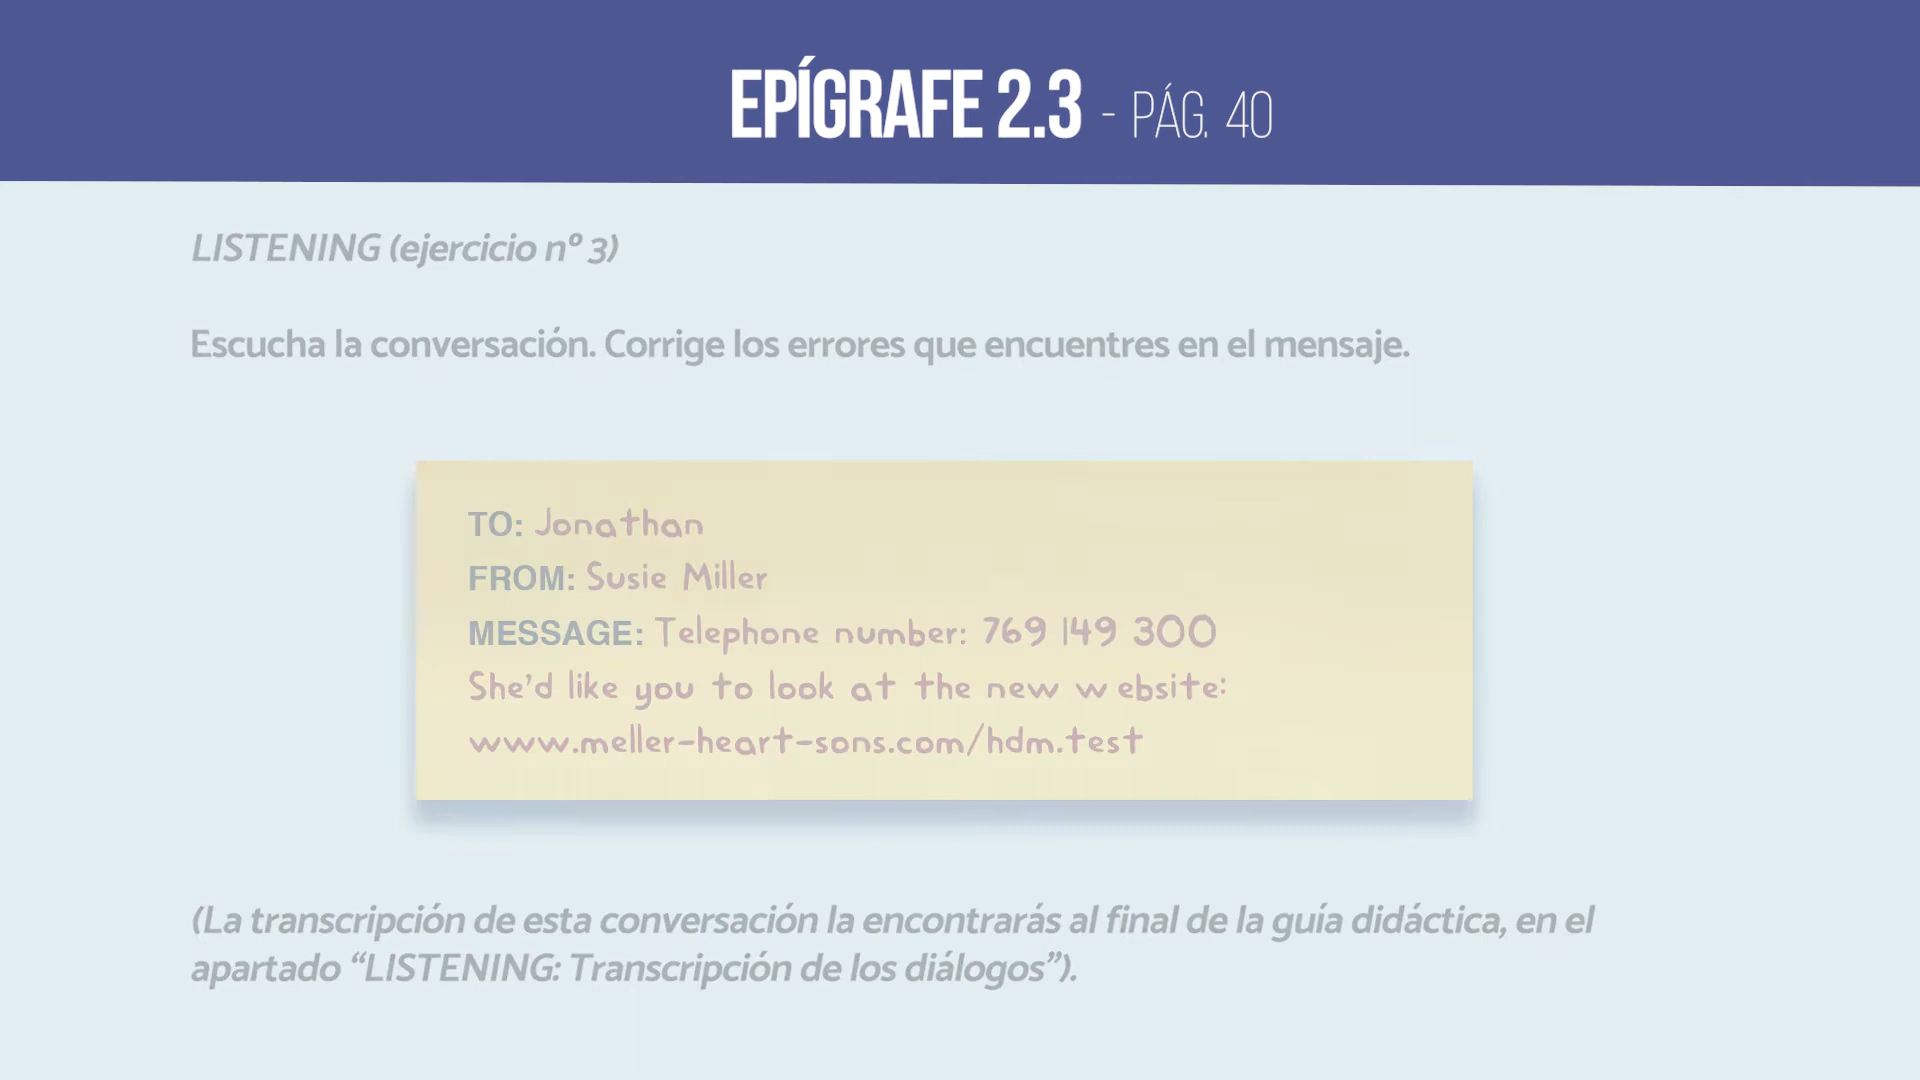 EPÍGRAFE 2.3 - PÁG. 40
LISTENING (ejercicio nº 3)
Escucha la conversación. Corrige los errores que encuentres en el mensaje.
TO: Jonathan
FROM: Susie Miller
MESSAGE: Telephone number: 769 149 300
She'd like you to look at the new website:
www.meller-heart-sons.com/hdm.test
(La transcripción de esta conversación la encontrarás al final de la guía didáctica, en el
apartado “LISTENING: Transcripción de los diálogos”).